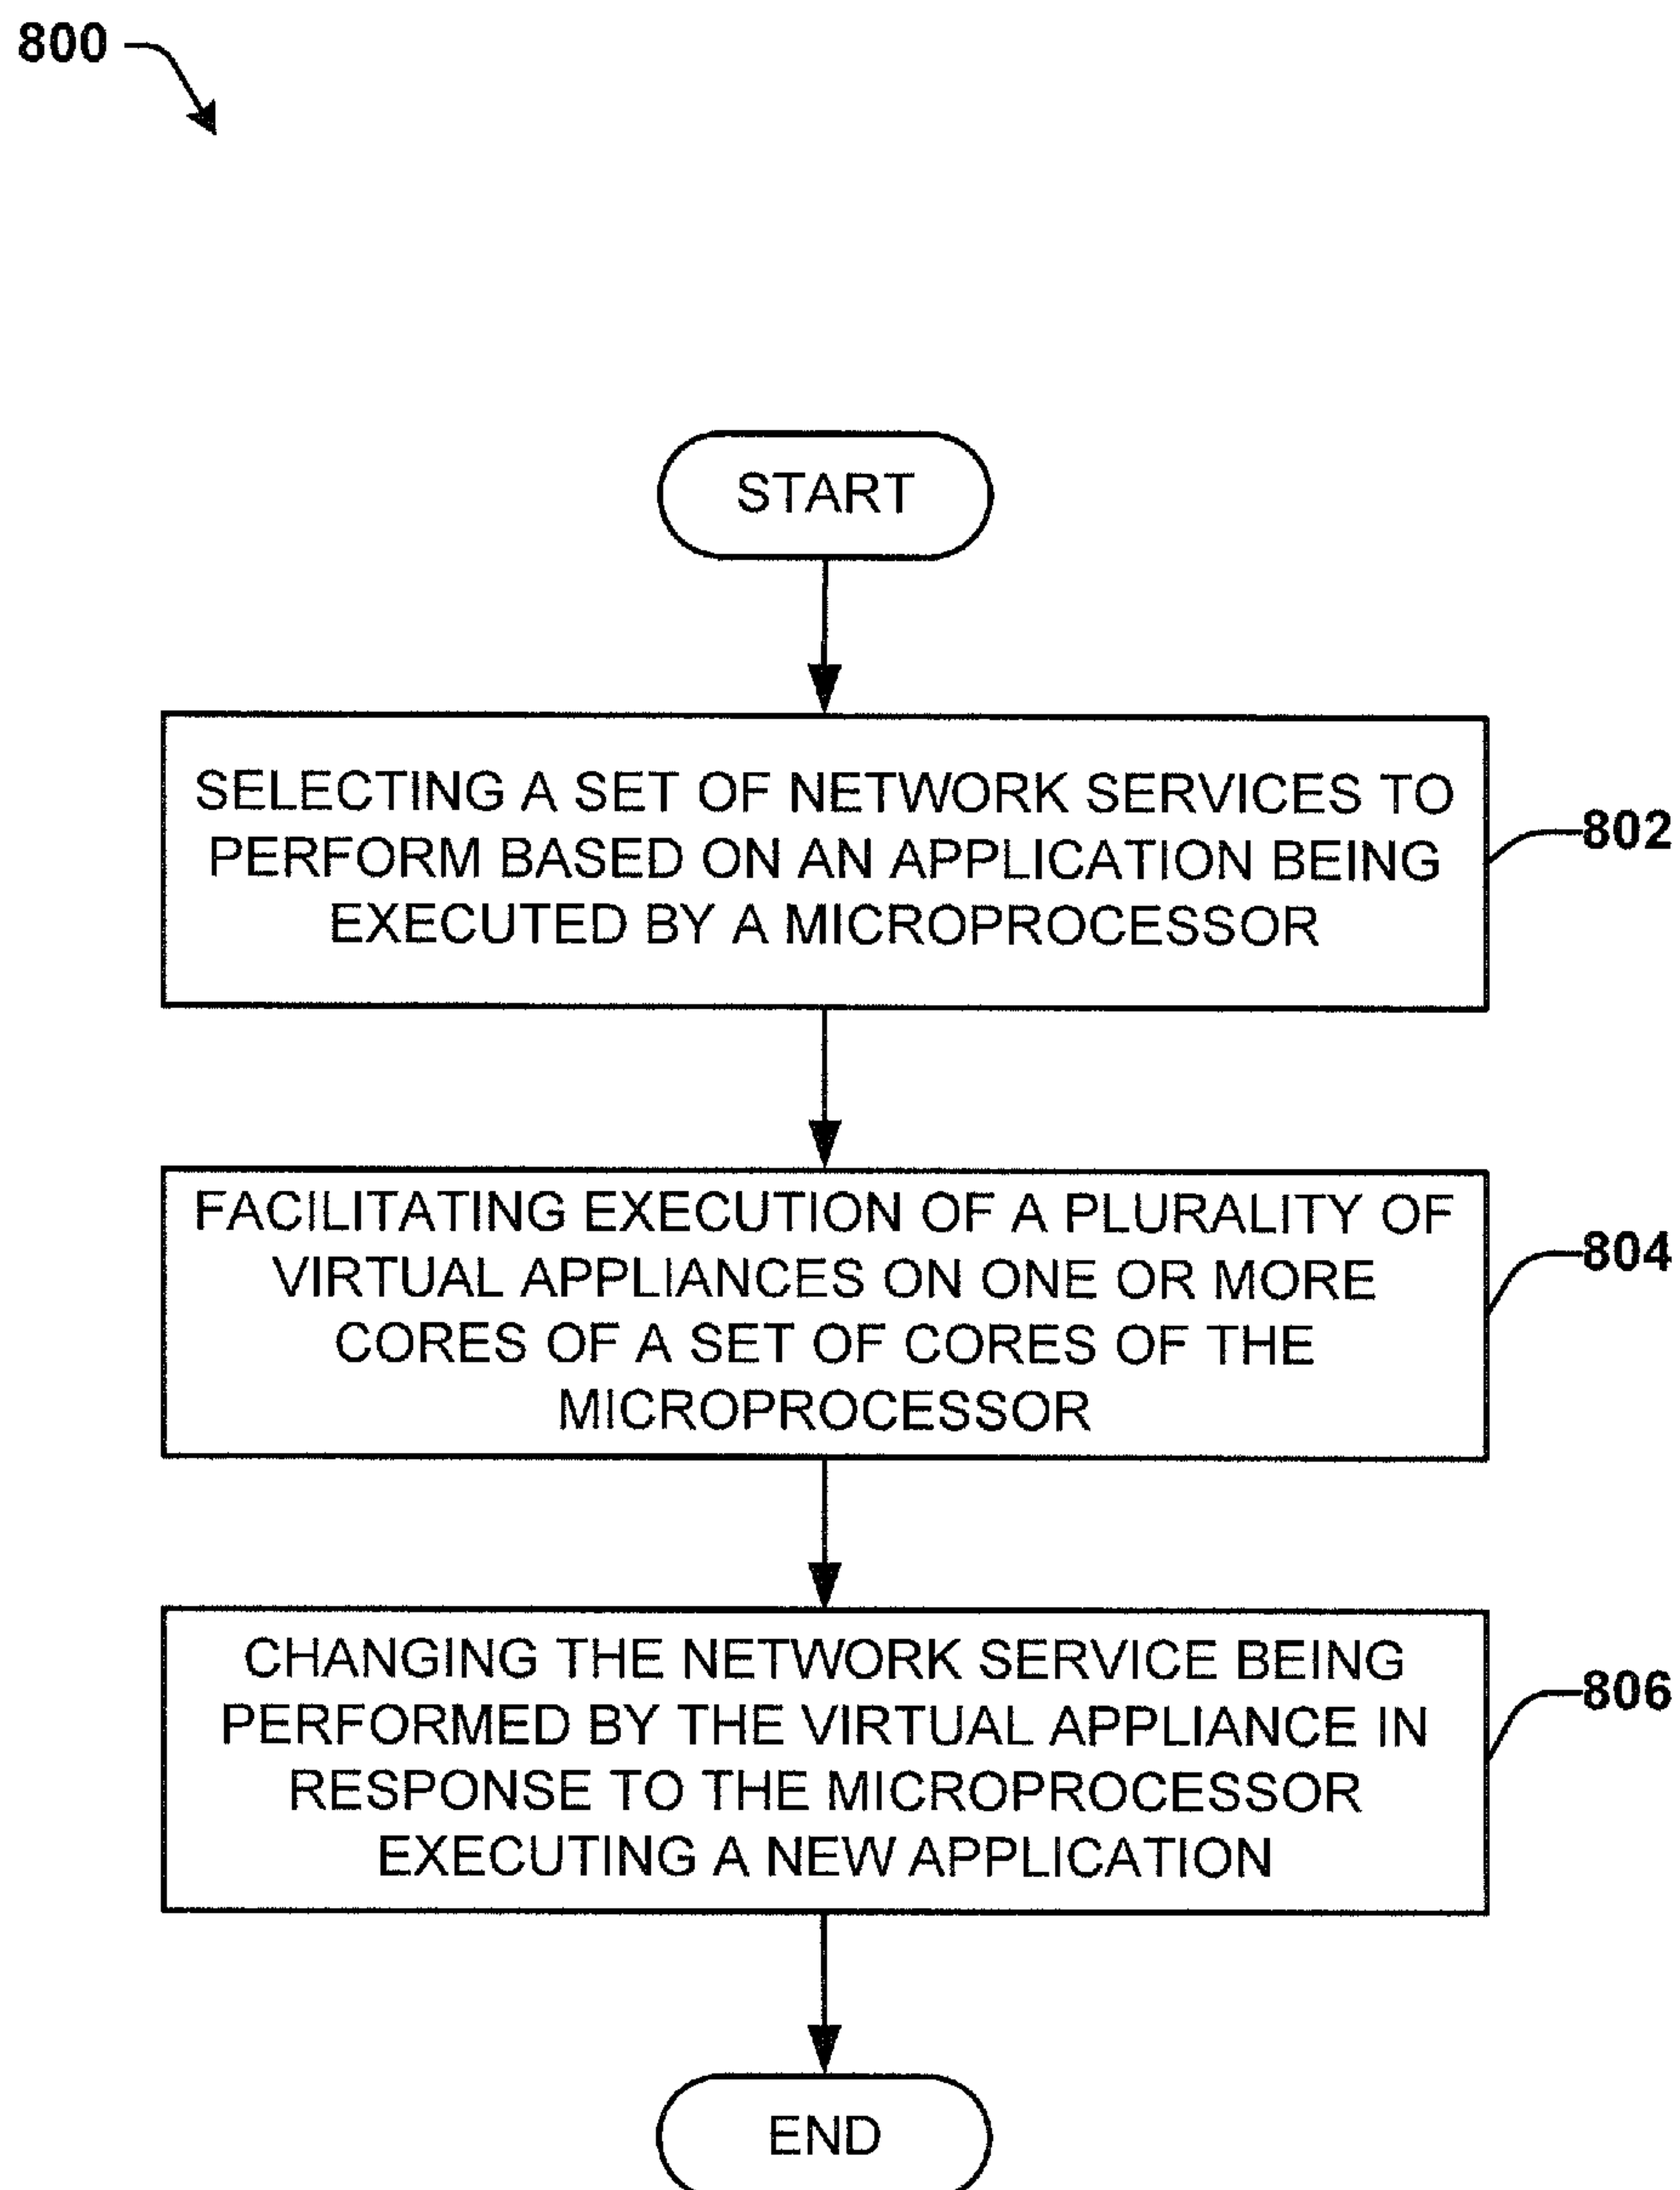 800
START
SELECTING A SET OF NETWORK SERVICES TO
PERFORM BASED ON AN APPLICATION BEING
EXECUTED BY A MICROPROCESSOR
802
FACILITATING EXECUTION OF A PLURALITY OF
VIRTUAL APPLIANCES ON ONE OR MORE
CORES OF A SET OF CORES OF THE
MICROPROCESSOR
804
CHANGING THE NETWORK SERVICE BEING
PERFORMED BY THE VIRTUAL APPLIANCE IN
RESPONSE TO THE MICROPROCESSOR
EXECUTING A NEW APPLICATION
806
END